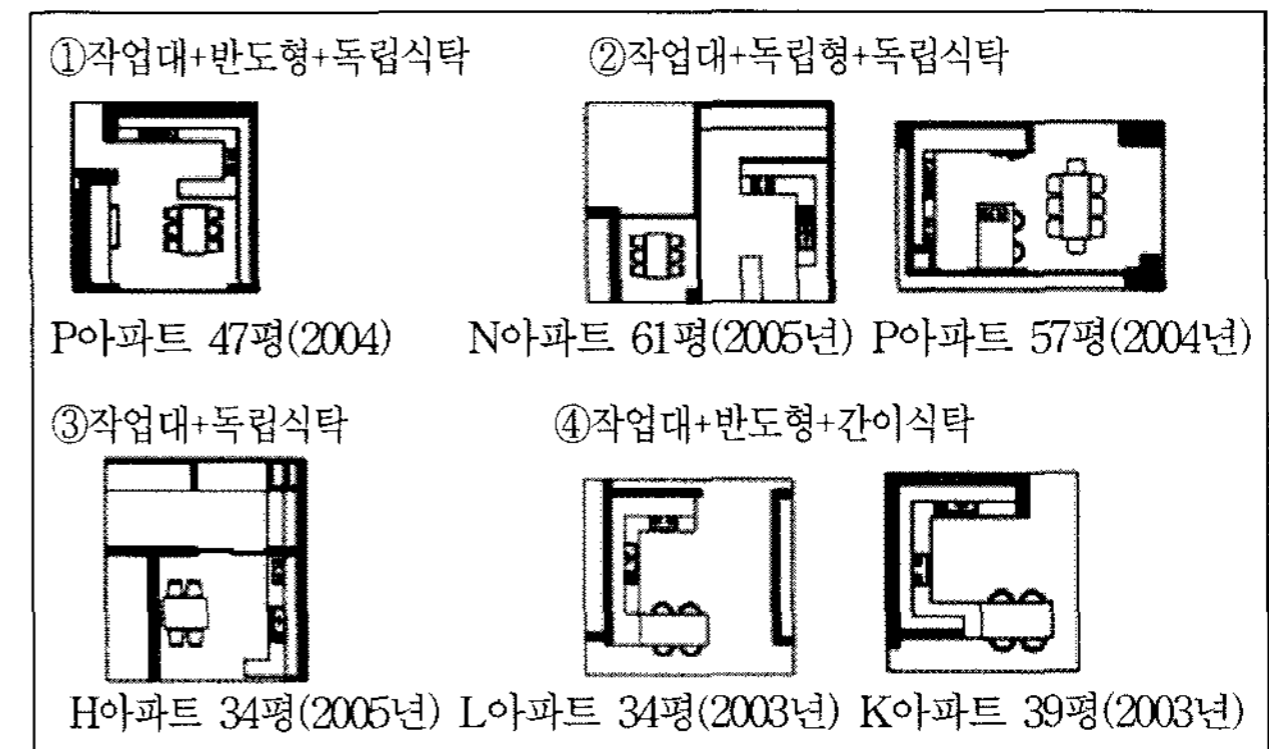 ①작업대+반도형+독립식탁
②작업대+독립형+독립식탁
P아파트 47평(2004)
N아파트 61평(2005년)
P아파트 57평(2004년)
③작업대+독립식탁
④작업대+반도형+간이식탁
H아파트 34평(2005년)
L아파트 34평(2003년)
K아파트 39평(2003년)